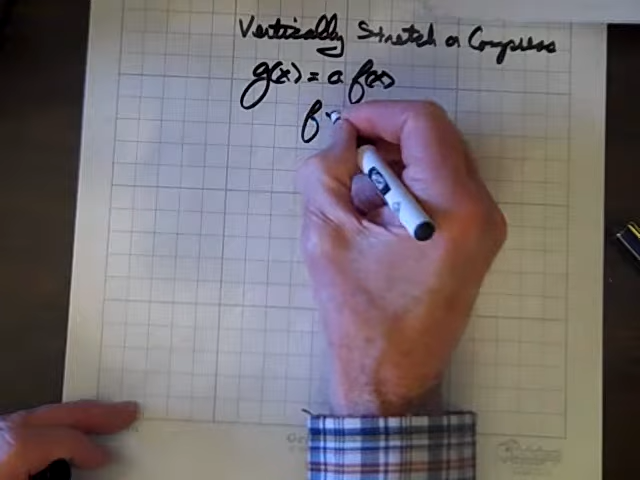 Vertically Stretch or Compress
g(x) = a f(x)
f